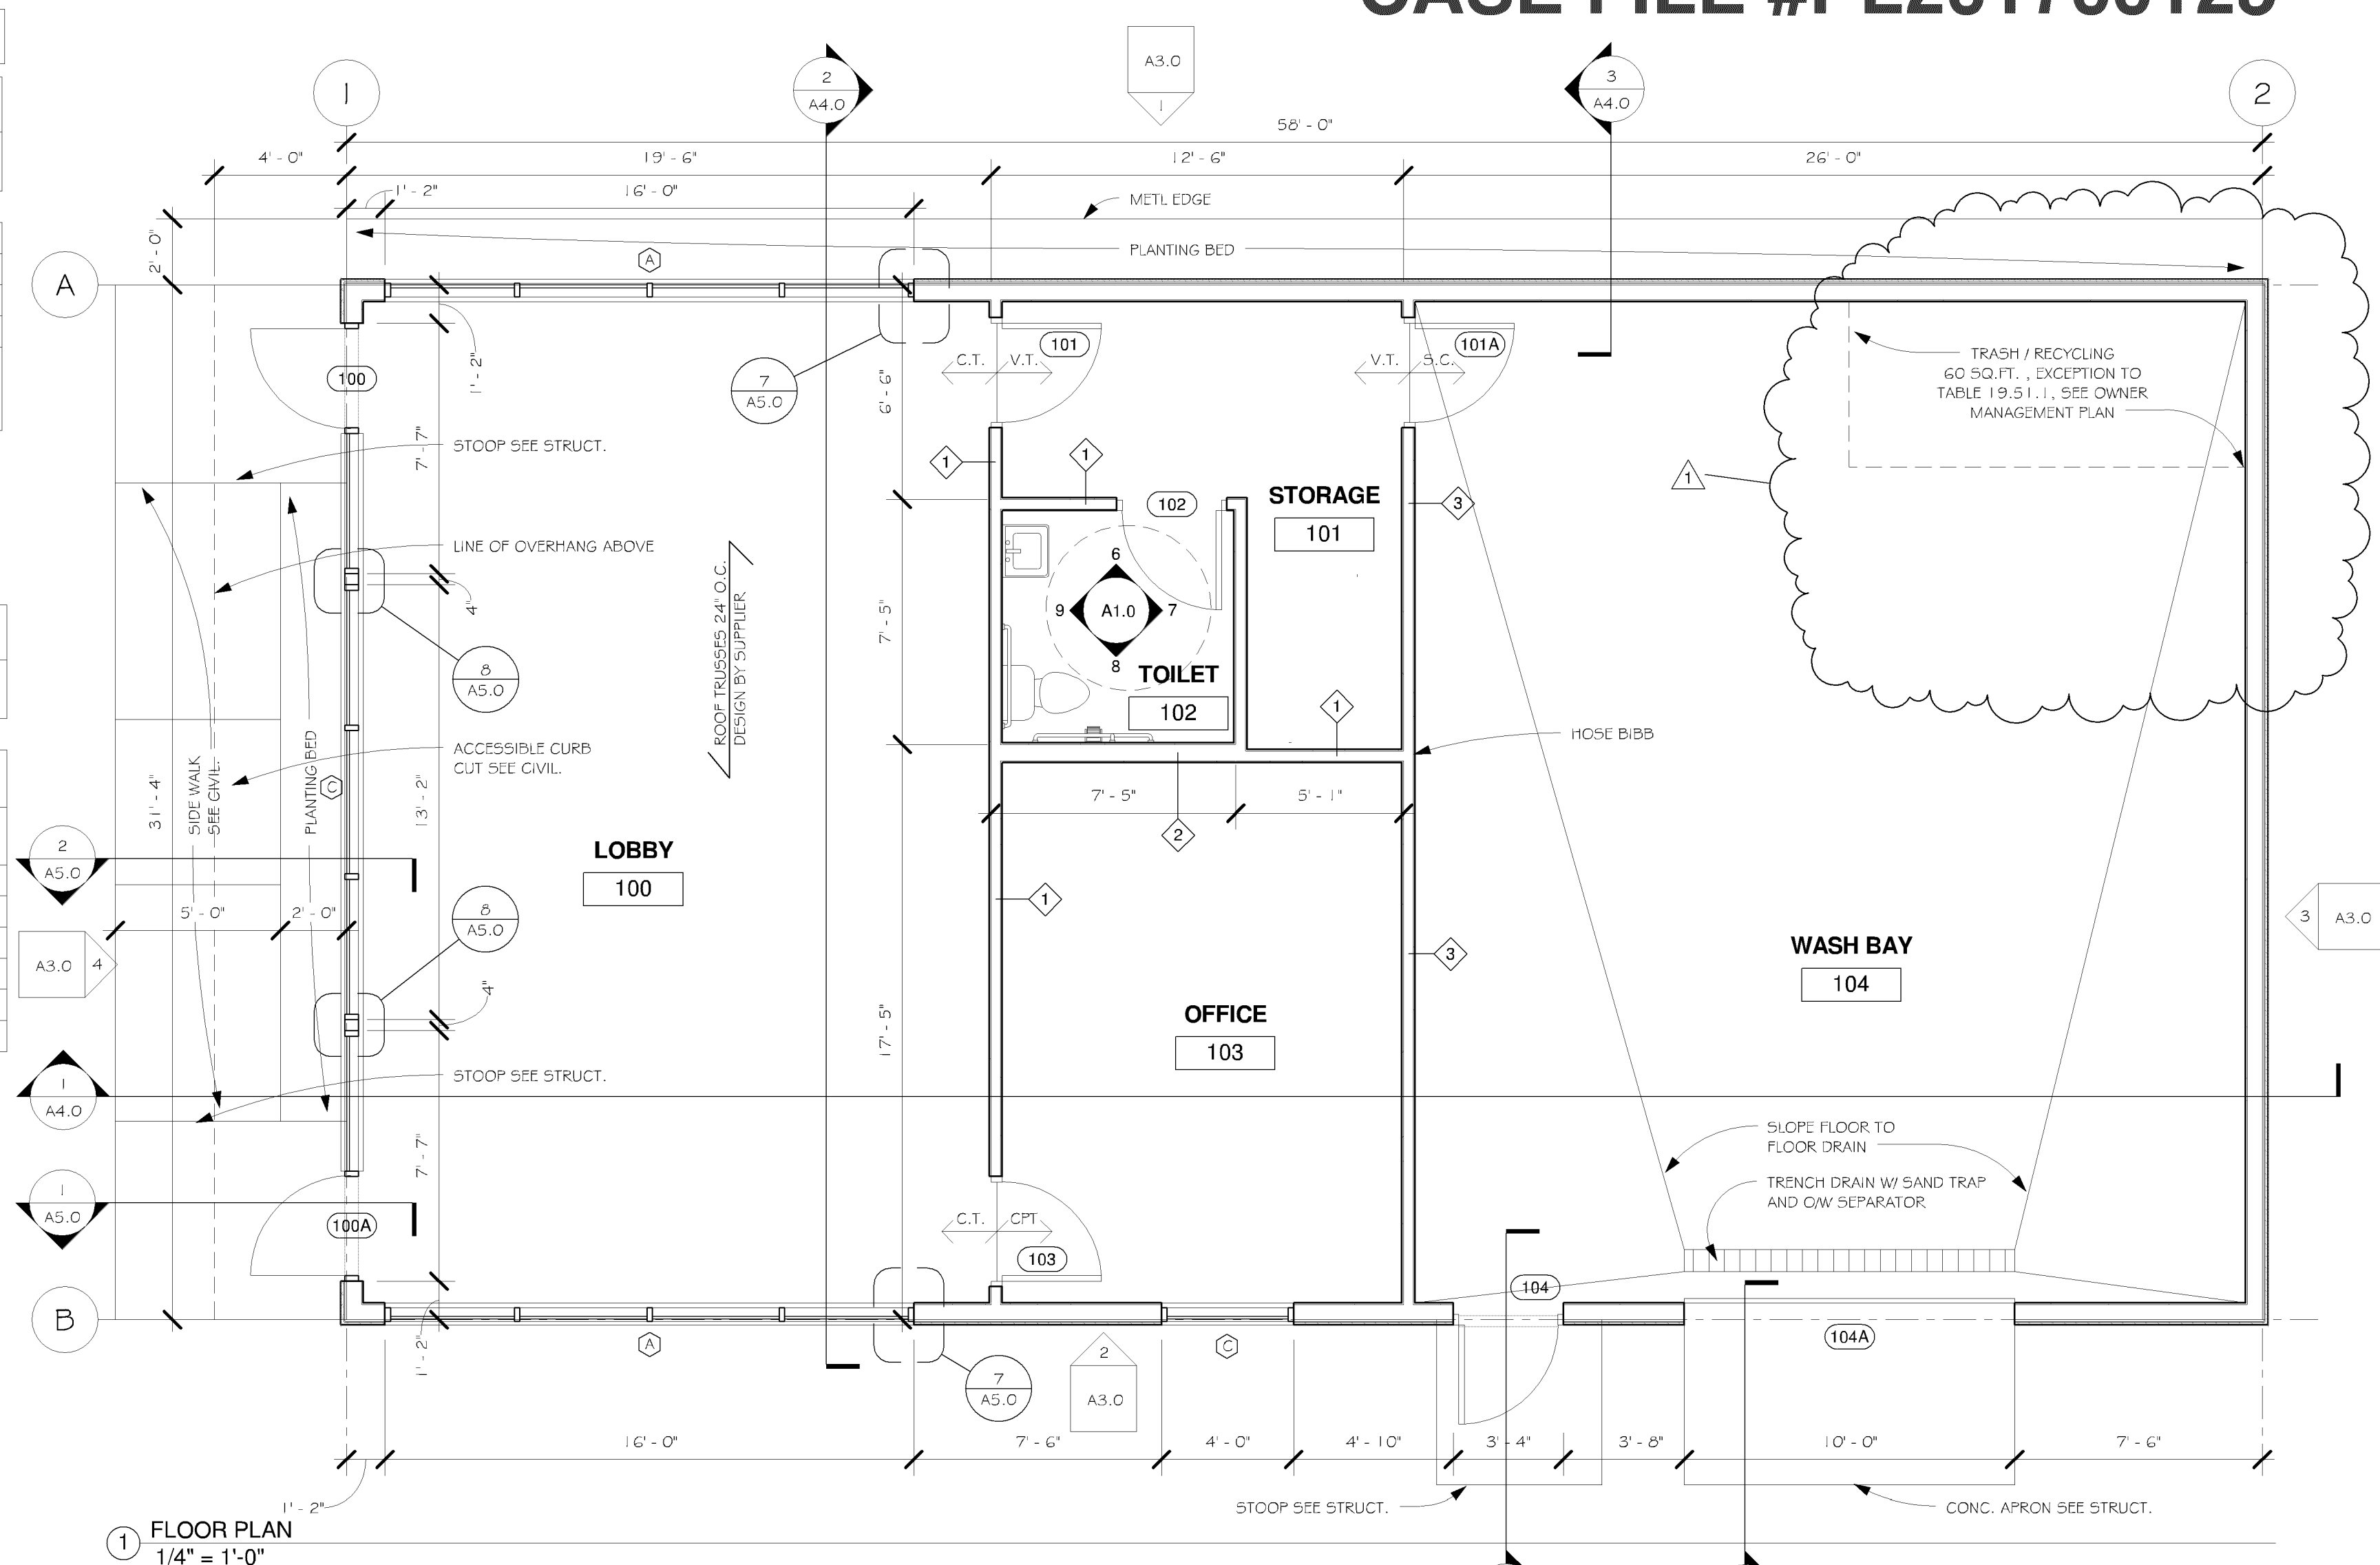 1
2
A4.0
A3.0
1
3
A4.0
2
58' - 0"
4' - 0"
19' - 6"
12' - 6"
26' - 0"
1' - 2"
16' - 0"
METL EDGE
2' - 0"
PLANTING BED
A
A
101
C.T.
V.T.
V.T.
S.C.
101A
TRASH / RECYCLING
60 SQ.FT. , EXCEPTION TO
TABLE 19.51.1, SEE OWNER
MANAGEMENT PLAN
100
1' - 2"
7
A5.0
6' - 6"
STOOP SEE STRUCT.
7' - 7"
1
1
1
STORAGE
101
102
3
LINE OF OVERHANG ABOVE
4"
ROOF TRUSSES 24" O.C.
DESIGN BY SUPPLIER
7' - 5"
6
9
A1.0
7
8
TOILET
102
8
A5.0
1
HOSE BIBB
ACCESSIBLE CURB
CUT SEE CIVIL.
31' - 4"
SIDE WALK
SEE CIVIL.
PLANTING BED
C
13' - 2"
7' - 5"
5' - 1"
2
LOBBY
100
2
A5.0
5' - 0"
2' - 0"
8
A5.0
1
3
A3.0
A3.0
4
3
WASH BAY
104
4"
17' - 5"
OFFICE
103
1
A4.0
STOOP SEE STRUCT.
7' - 7"
SLOPE FLOOR TO
FLOOR DRAIN
TRENCH DRAIN W/ SAND TRAP
AND O/W SEPARATOR
1
A5.0
100A
C.T.
CPT
103
104
B
1' - 2"
A
2
A3.0
C
104A
7
A5.0
16' - 0"
7' - 6"
4' - 0"
4' - 10"
3' - 4"
3' - 8"
10' - 0"
7' - 6"
1' - 2"
STOOP SEE STRUCT.
CONC. APRON SEE STRUCT.
1
FLOOR PLAN
1/4" = 1'-0"